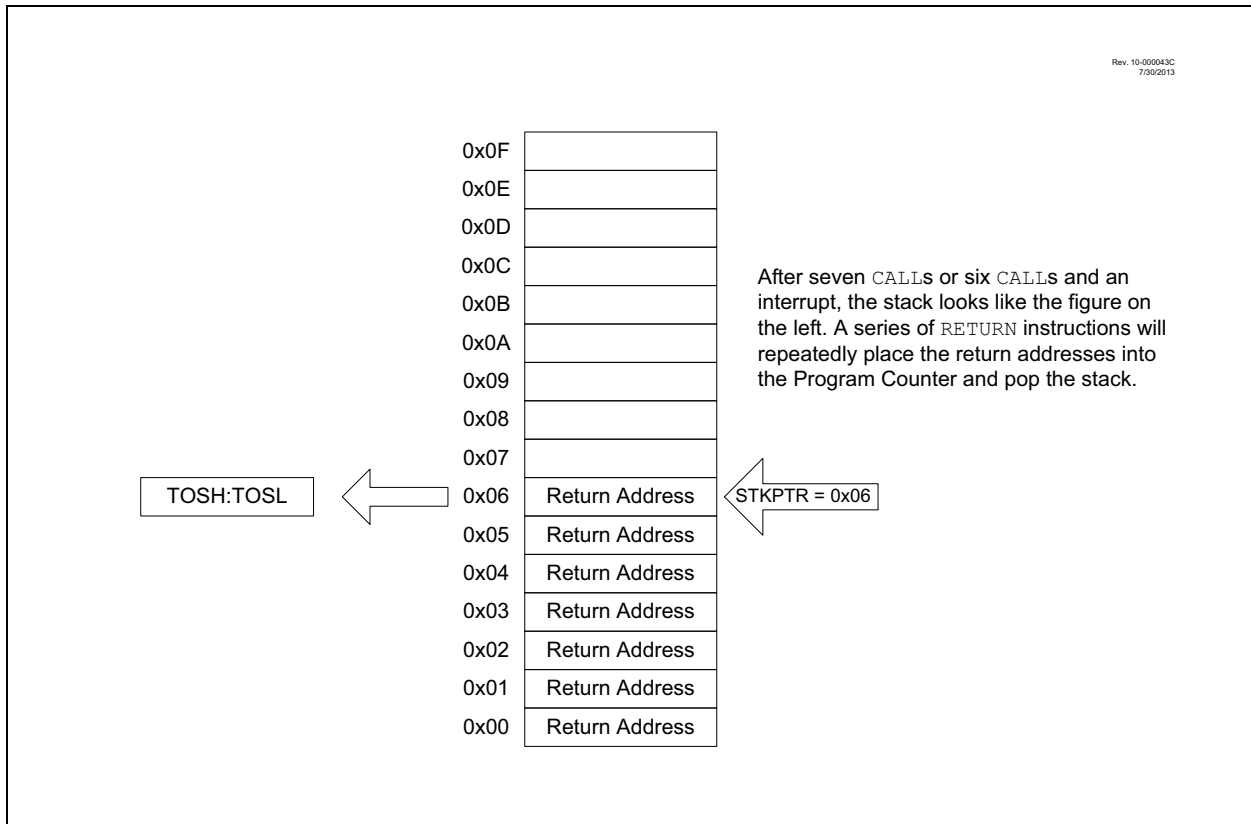 Rev. 10-000043C
7/30/2013
0x0F
0x0E
0x0D
0x0C
0x0B
0x0A
0x09
0x08
0x07
TOSH:TOSL
0x06 Return Address
STKPTR = 0x06
0x05 Return Address
0x04 Return Address
0x03 Return Address
0x02 Return Address
0x01 Return Address
0x00 Return Address
After seven CALLs or six CALLs and an
interrupt, the stack looks like the figure on
the left. A series of RETURN instructions will
repeatedly place the return addresses into
the Program Counter and pop the stack.